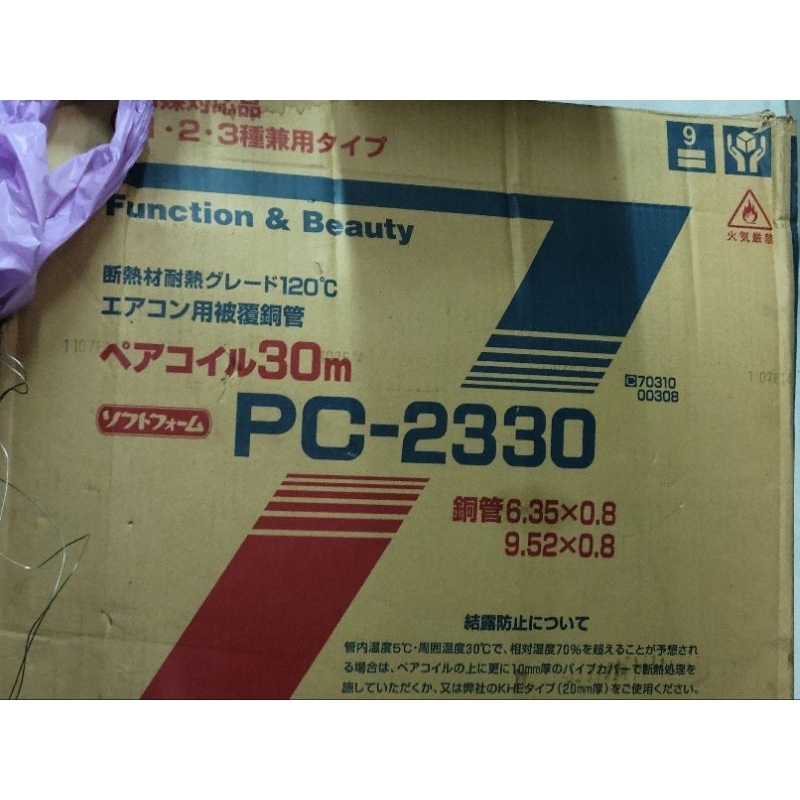 1・2・3種兼用タイプ
9
火気厳禁
Function & Beauty
断熱材耐熱グレード120℃
エアコン用被覆銅管
ペアコイル30m
C70310
00308
ソフトフォーム
PC-2330
銅管6.35×0.8
9.52×0.8
結露防止について
管内温度5℃・周囲温度30℃で、相対湿度70%を超えることが予想され
る場合は、ペアコイルの上に更に10mm厚のパイプカバーで断熱処理を
施していただくか、又は弊社のKHEタイプ(20mm厚)をご使用ください。